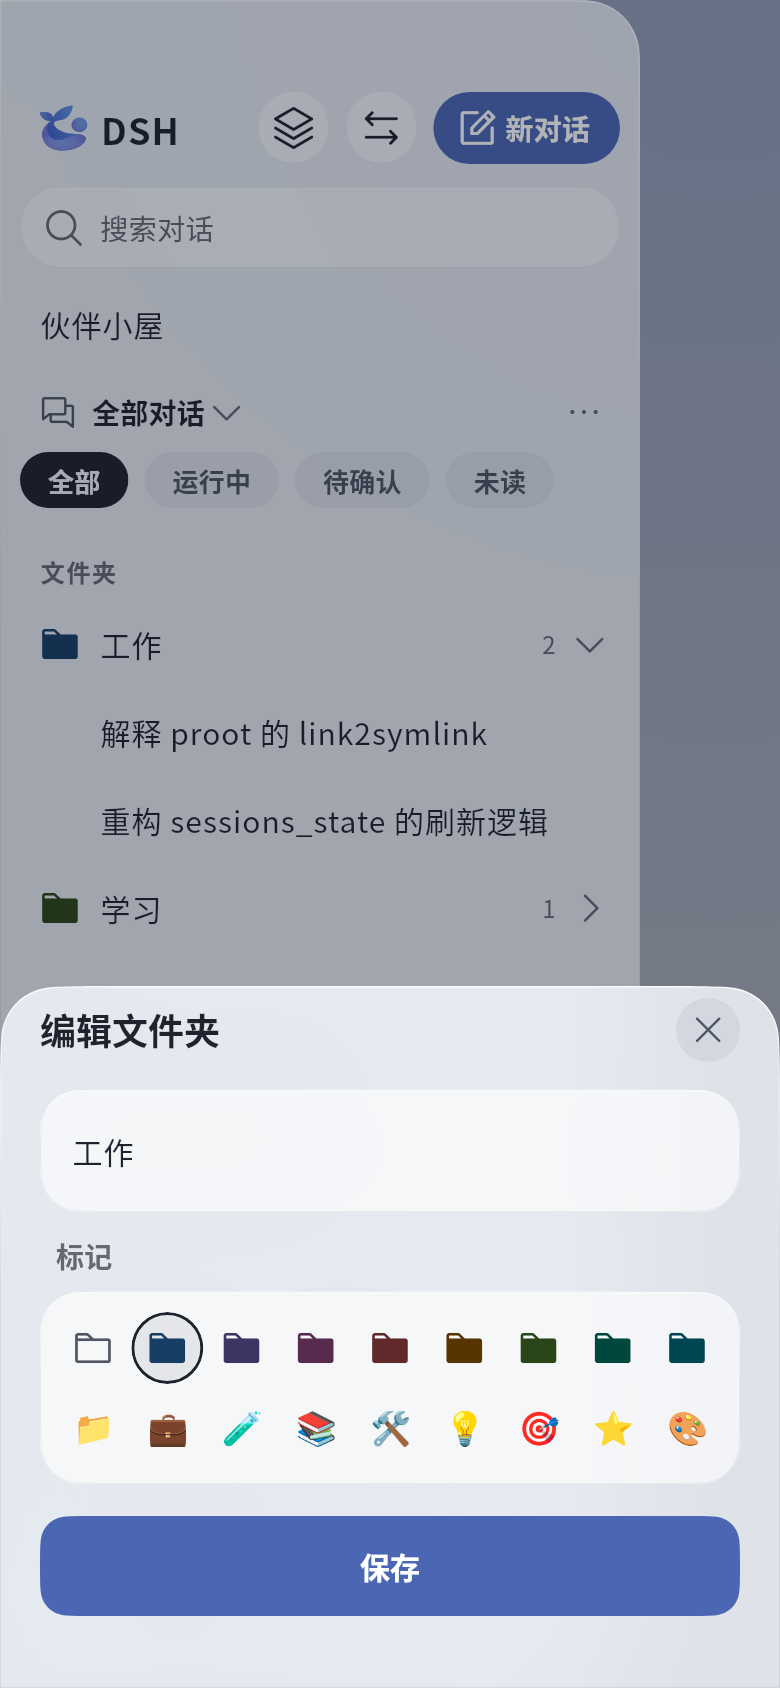 DSH
新对话
搜索对话
伙伴小屋
全部对话
全部
运行中
待确认
未读
文件夹
工作 2
解释 proot 的 link2symlink
重构 sessions_state 的刷新逻辑
学习 1
编辑文件夹
工作
标记
保存